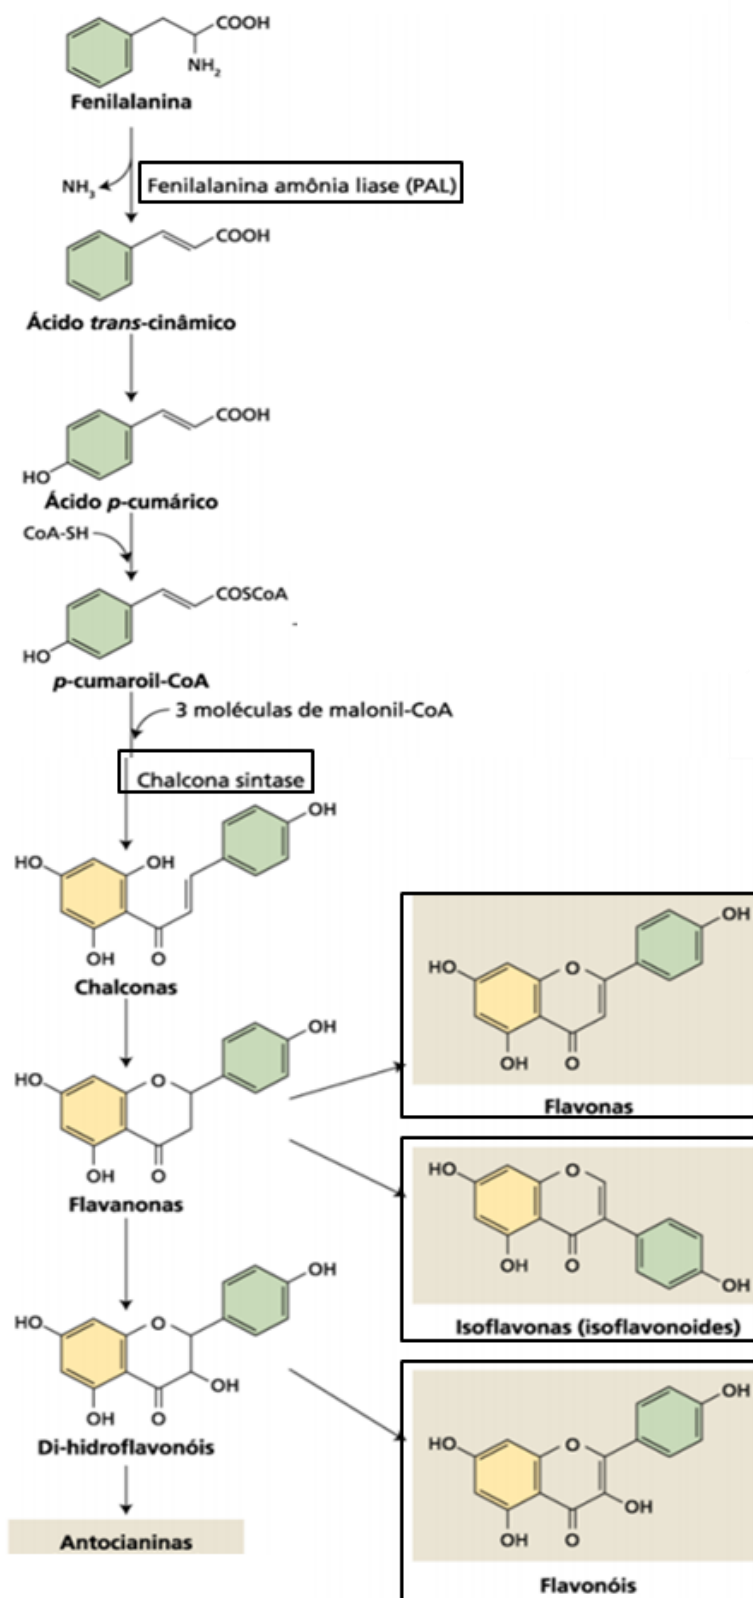 COOH
NH₂
Fenilalanina
NH₃
Fenilalanina amônia liase (PAL)
COOH
Ácido trans-cinâmico
COOH
HO
Ácido p-cumárico
CoA-SH
COSCoA
HO
p-cumaroil-CoA
3 moléculas de malonil-CoA
Chalcona sintase
OH
HO
OH
OH
O
Chalconas
OH
HO
O
OH
O
Flavanonas
OH
HO
O
OH
OH
O
Di-hidroflavonóis
Antocianinas
OH
HO
O
OH
O
Flavonas
HO
O
OH
O
OH
Isoflavonas (isoflavonoides)
OH
HO
O
OH
OH
O
Flavonóis